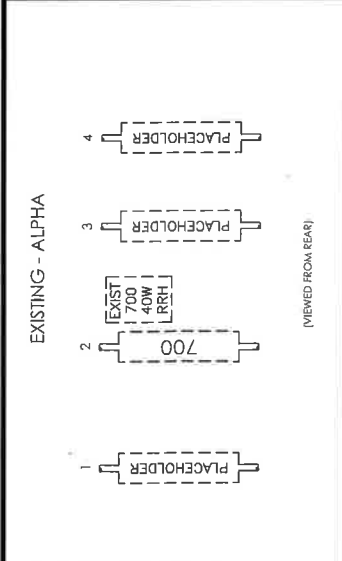 EXISTING - ALPHA
1
PLACEHOLDER
2
700
EXIST
700
40W
RRH
3
PLACEHOLDER
4
PLACEHOLDER
(VIEWED FROM REAR)